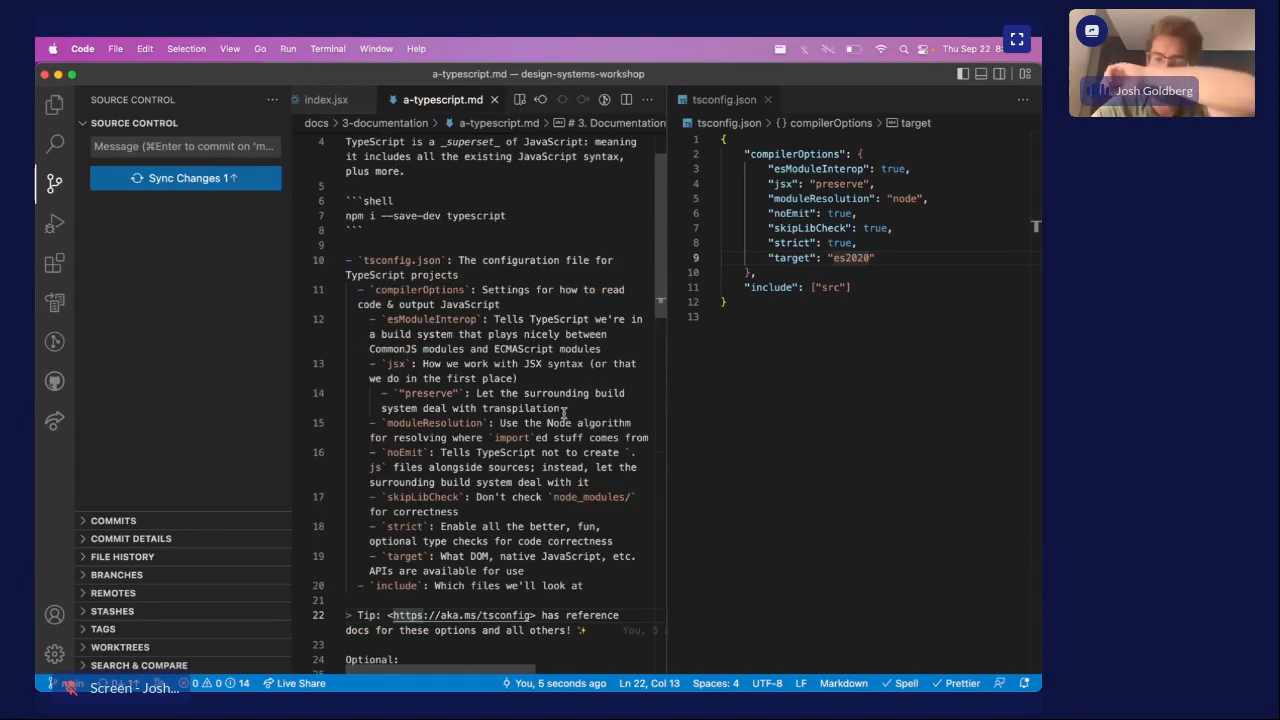 Code File Edit Selection View Go Run Terminal Window Help
Thu Sep 22 8:
a-typescript.md — design-systems-workshop
SOURCE CONTROL
SOURCE CONTROL
Message (⌘Enter to commit on 'm...
Sync Changes 1↑
COMMITS
COMMIT DETAILS
FILE HISTORY
BRANCHES
REMOTES
STASHES
TAGS
WORKTREES
SEARCH & COMPARE
index.jsx
a-typescript.md
docs > 3-documentation > a-typescript.md > # 3. Documentation
4 TypeScript is a _superset_ of JavaScript: meaning
it includes all the existing JavaScript syntax,
plus more.
5
6 ```shell
7 npm i --save-dev typescript
8 ```
9
10 - `tsconfig.json`: The configuration file for
TypeScript projects
11 - `compilerOptions`: Settings for how to read
code & output JavaScript
12 - `esModuleInterop`: Tells TypeScript we're in
a build system that plays nicely between
CommonJS modules and ECMAScript modules
13 - `jsx`: How we work with JSX syntax (or that
we do in the first place)
14 - `"preserve"`: Let the surrounding build
system deal with transpilation
15 - `moduleResolution`: Use the Node algorithm
for resolving where `import`ed stuff comes from
16 - `noEmit`: Tells TypeScript not to create `.
js` files alongside sources; instead, let the
surrounding build system deal with it
17 - `skipLibCheck`: Don't check `node_modules/`
for correctness
18 - `strict`: Enable all the better, fun,
optional type checks for code correctness
19 - `target`: What DOM, native JavaScript, etc.
APIs are available for use
20 - `include`: Which files we'll look at
21
22 > Tip: <https://aka.ms/tsconfig> has reference
docs for these options and all others! ✨ You, 5
23
24 Optional:
tsconfig.json
tsconfig.json > {} compilerOptions > target
1 {
2 "compilerOptions": {
3 "esModuleInterop": true,
4 "jsx": "preserve",
5 "moduleResolution": "node",
6 "noEmit": true,
7 "skipLibCheck": true,
8 "strict": true,
9 "target": "es2020"
10 },
11 "include": ["src"]
12 }
13
Josh Goldberg
Screen - Josh...
0 0 14
Live Share
You, 5 seconds ago
Ln 22, Col 13
Spaces: 4
UTF-8
LF
Markdown
Spell
Prettier